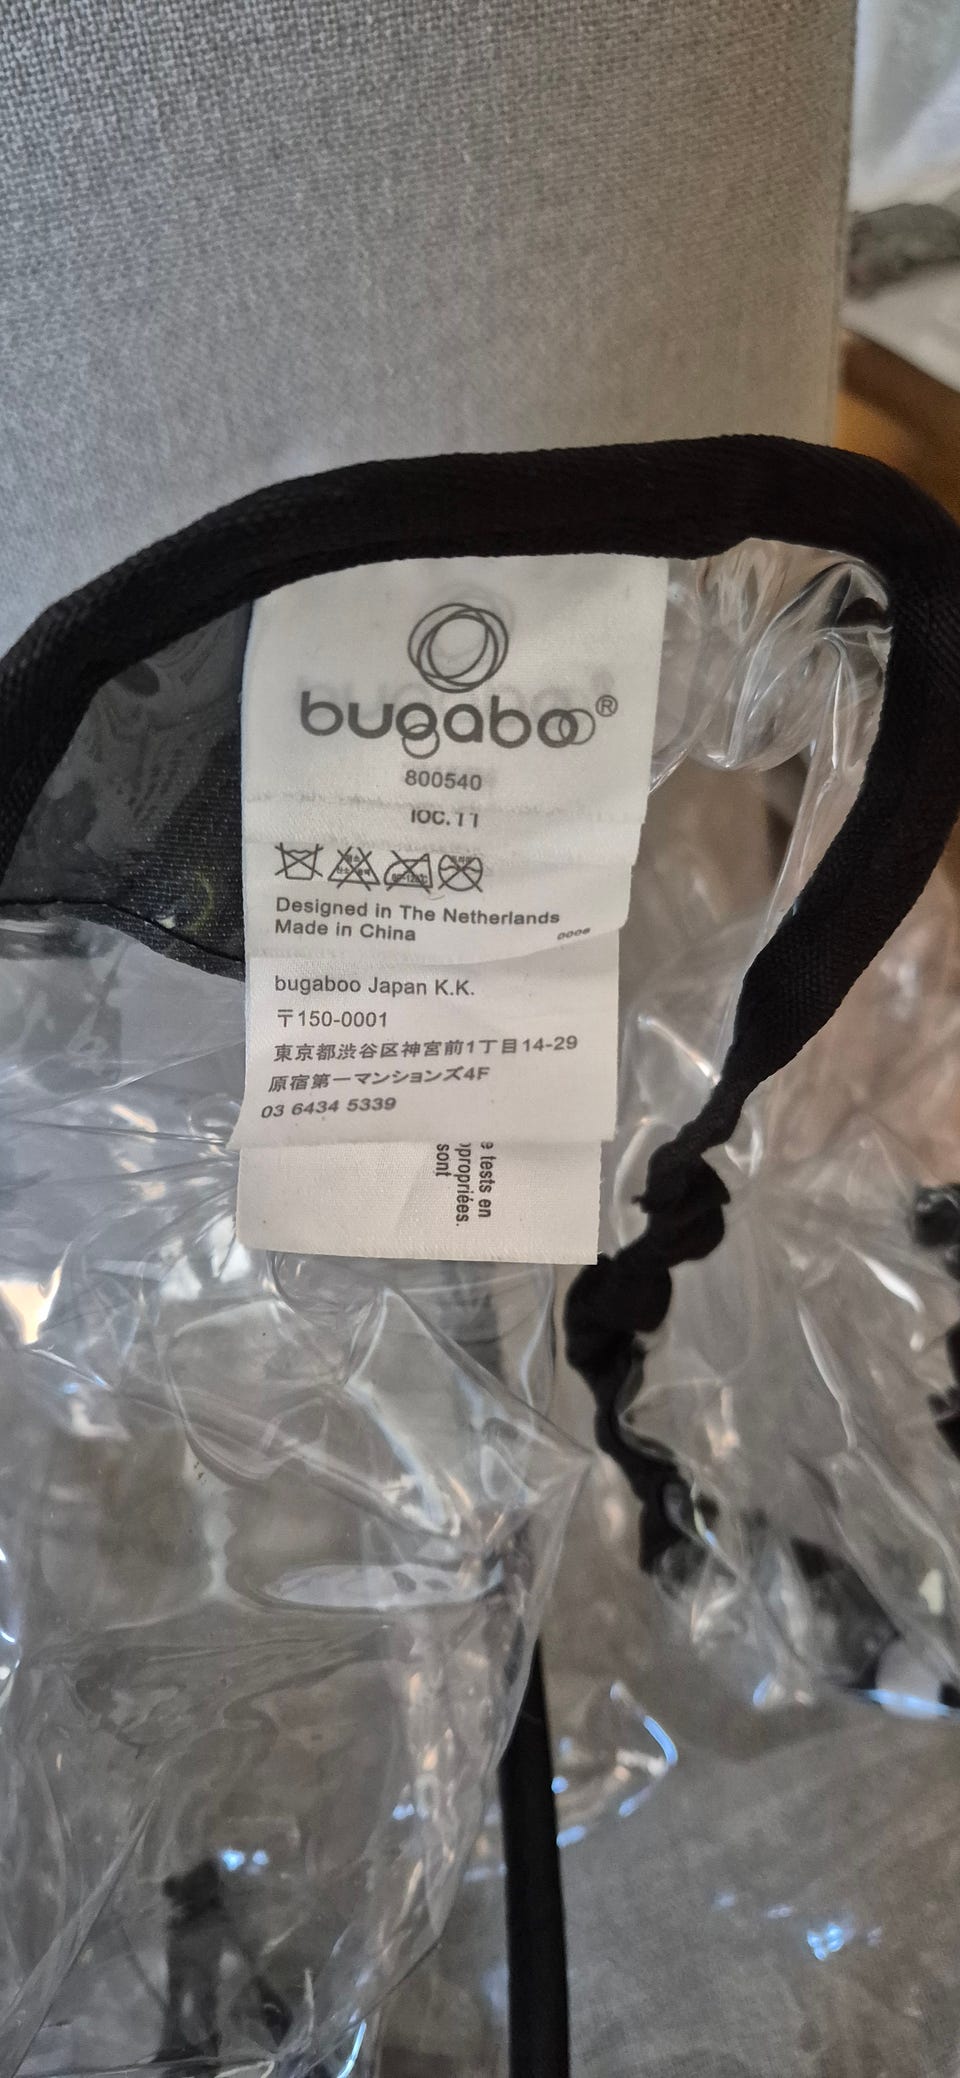 bugaboo®
800540
IOC.11
Designed in The Netherlands
Made in China
0006
bugaboo Japan K.K.
〒150-0001
東京都渋谷区神宮前1丁目14-29
原宿第一マンションズ4F
03 6434 5339
e tests en
propriées.
sont